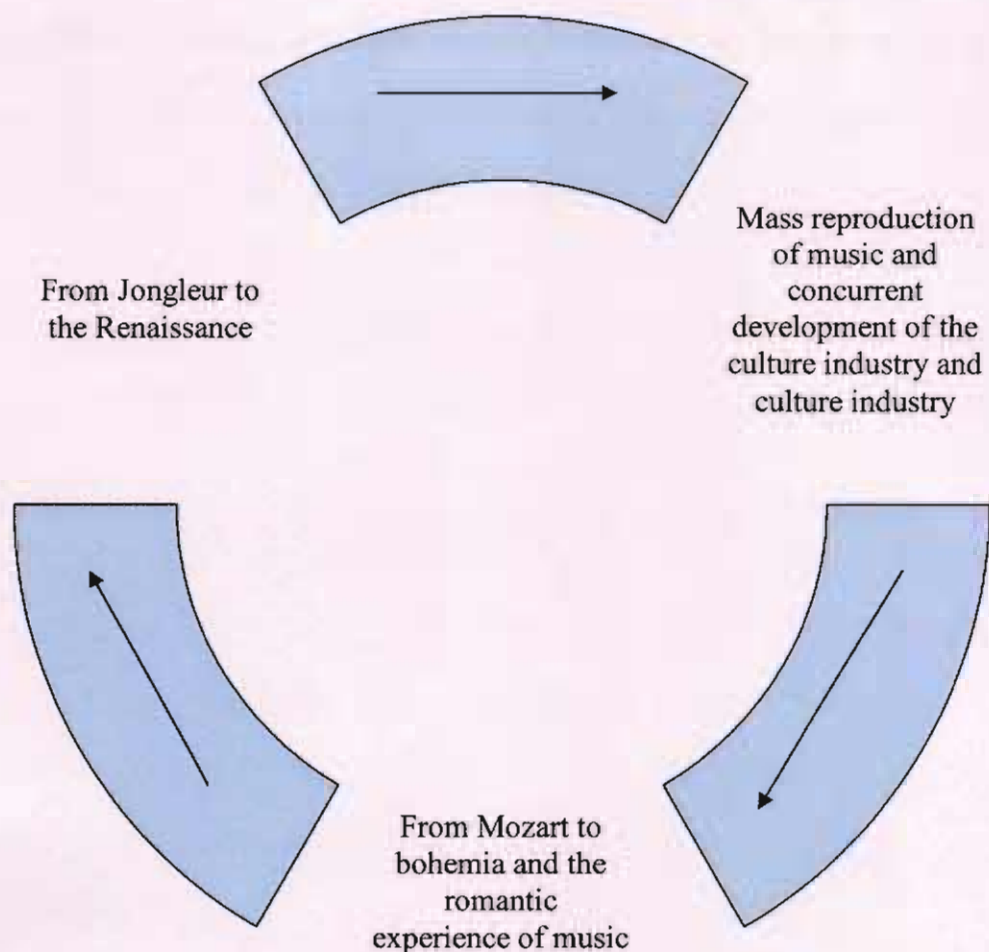 From Jongleur to
the Renaissance
Mass reproduction
of music and
concurrent
development of the
culture industry and
culture industry
From Mozart to
bohemia and the
romantic
experience of music